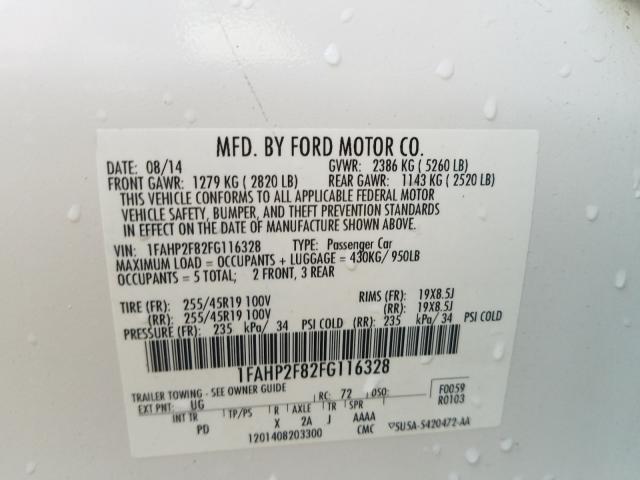 MFD. BY FORD MOTOR CO.
DATE: 08/14 GVWR: 2386 KG ( 5260 LB)
FRONT GAWR: 1279 KG ( 2820 LB) REAR GAWR: 1143 KG ( 2520 LB)
THIS VEHICLE CONFORMS TO ALL APPLICABLE FEDERAL MOTOR
VEHICLE SAFETY, BUMPER, AND THEFT PREVENTION STANDARDS
IN EFFECT ON THE DATE OF MANUFACTURE SHOWN ABOVE.
VIN: 1FAHP2F82FG116328 TYPE: Passenger Car
MAXIMUM LOAD = OCCUPANTS + LUGGAGE = 430KG/ 950LB
OCCUPANTS = 5 TOTAL; 2 FRONT, 3 REAR
TIRE (FR): 255/45R19 100V RIMS (FR): 19X8.5J
(RR): 255/45R19 100V (RR): 19X8.5J
PRESSURE (FR): 235 kPa/ 34 PSI COLD (RR): 235 kPa/ 34 PSI COLD
1FAHP2F82FG116328
TRAILER TOWING - SEE OWNER GUIDE RC: 72 DSO: F0059
EXT PNT: UG R0103
INT TR TP/PS R AXLE TR SPR
PD X 2A J AAAA
1201408203300 CMC ▽5U5A-5420472-AA